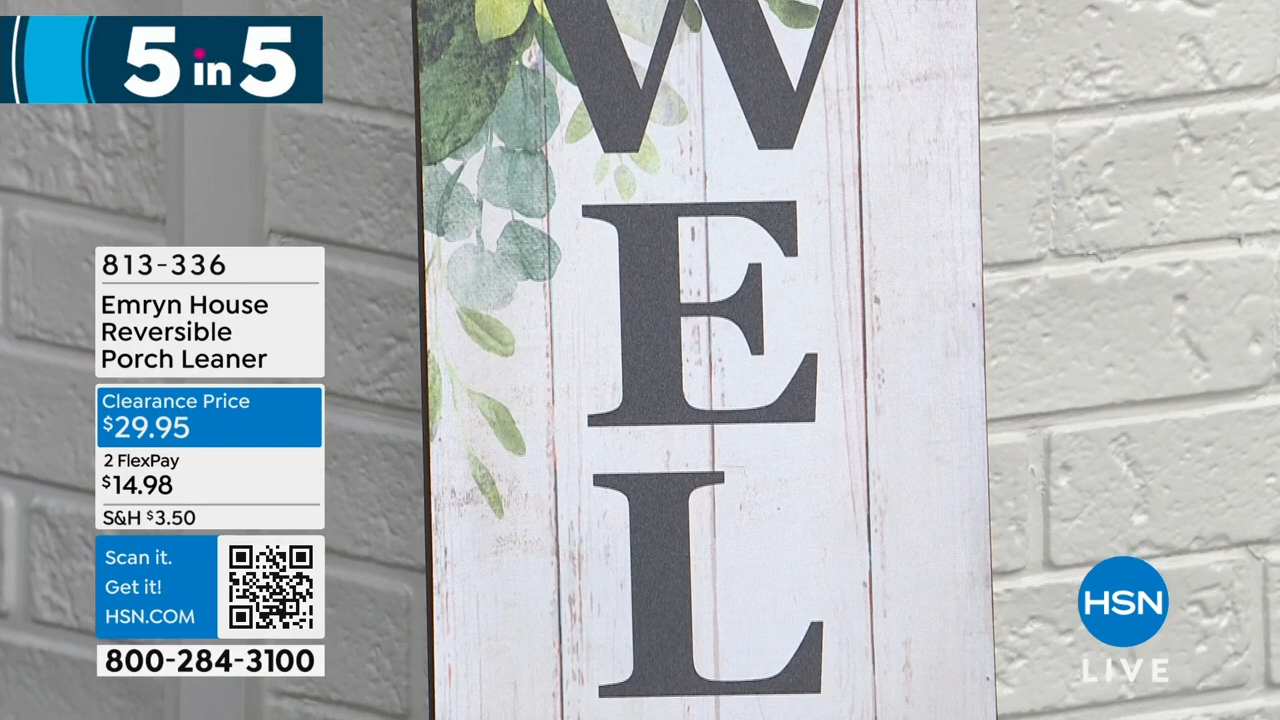 5 in 5
W
E
L
813-336
Emryn House
Reversible
Porch Leaner
Clearance Price
$29.95
2 FlexPay
$14.98
S&H $3.50
Scan it.
Get it!
HSN.COM
800-284-3100
HSN
LIVE